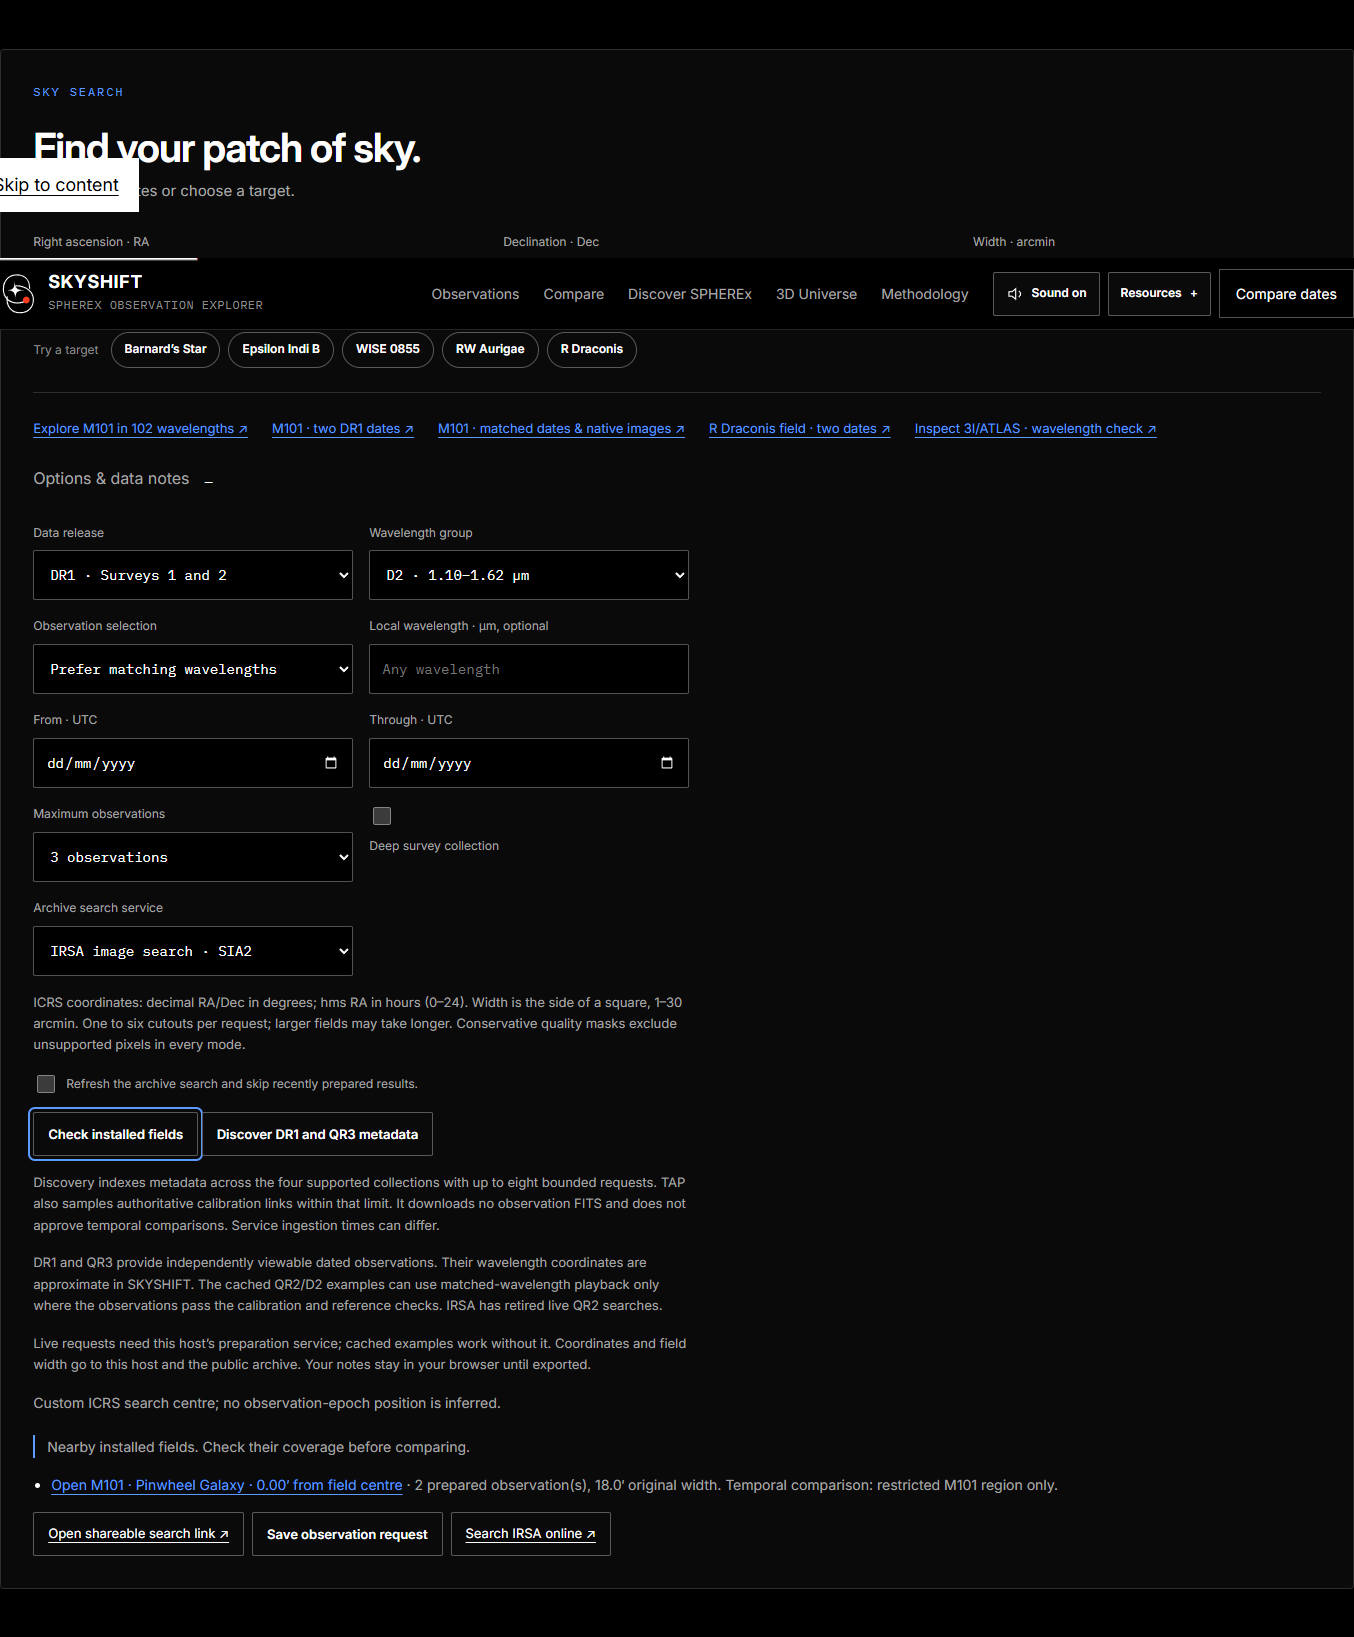 SKY SEARCH
Find your patch of sky.
Skip to content
or choose a target.
Right ascension · RA
Declination · Dec
Width · arcmin
SKYSHIFT
SPHEREX OBSERVATION EXPLORER
Observations
Compare
Discover SPHEREx
3D Universe
Methodology
Sound on
Resources +
Compare dates
Try a target
Barnard’s Star
Epsilon Indi B
WISE 0855
RW Aurigae
R Draconis
Explore M101 in 102 wavelengths ↗
M101 · two DR1 dates ↗
M101 · matched dates & native images ↗
R Draconis field · two dates ↗
Inspect 3I/ATLAS · wavelength check ↗
Options & data notes –
Data release
Wavelength group
DR1 · Surveys 1 and 2
D2 · 1.10–1.62 µm
Observation selection
Local wavelength · µm, optional
Prefer matching wavelengths
Any wavelength
From · UTC
Through · UTC
dd/mm/yyyy
dd/mm/yyyy
Maximum observations
3 observations
Deep survey collection
Archive search service
IRSA image search · SIA2
ICRS coordinates: decimal RA/Dec in degrees; hms RA in hours (0–24). Width is the side of a square, 1–30
arcmin. One to six cutouts per request; larger fields may take longer. Conservative quality masks exclude
unsupported pixels in every mode.
Refresh the archive search and skip recently prepared results.
Check installed fields
Discover DR1 and QR3 metadata
Discovery indexes metadata across the four supported collections with up to eight bounded requests. TAP
also samples authoritative calibration links within that limit. It downloads no observation FITS and does not
approve temporal comparisons. Service ingestion times can differ.
DR1 and QR3 provide independently viewable dated observations. Their wavelength coordinates are
approximate in SKYSHIFT. The cached QR2/D2 examples can use matched-wavelength playback only
where the observations pass the calibration and reference checks. IRSA has retired live QR2 searches.
Live requests need this host’s preparation service; cached examples work without it. Coordinates and field
width go to this host and the public archive. Your notes stay in your browser until exported.
Custom ICRS search centre; no observation-epoch position is inferred.
Nearby installed fields. Check their coverage before comparing.
• Open M101 · Pinwheel Galaxy · 0.00′ from field centre · 2 prepared observation(s), 18.0′ original width. Temporal comparison: restricted M101 region only.
Open shareable search link ↗
Save observation request
Search IRSA online ↗